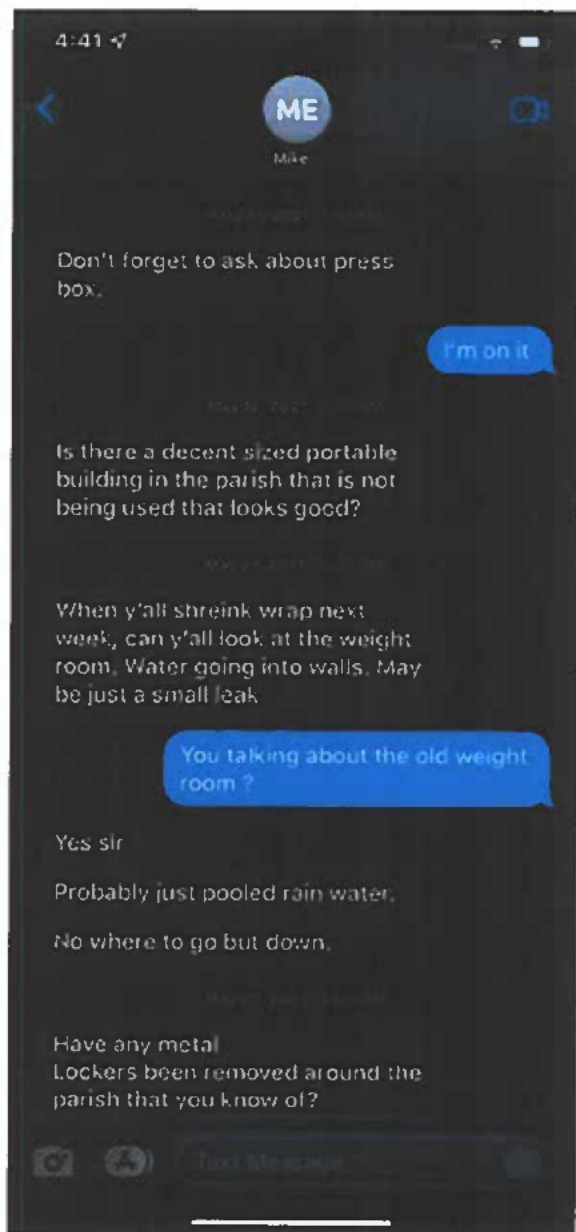 4:41
ME
Mike
Don't forget to ask about press
box.
I'm on it
Is there a decent sized portable
building in the parish that is not
being used that looks good?
When y'all shreink wrap next
week, can y'all look at the weight
room. Water going into walls. May
be just a small leak
You talking about the old weight
room ?
Yes sir
Probably just pooled rain water.
No where to go but down.
Have any metal
Lockers been removed around the
parish that you know of?
Text Message